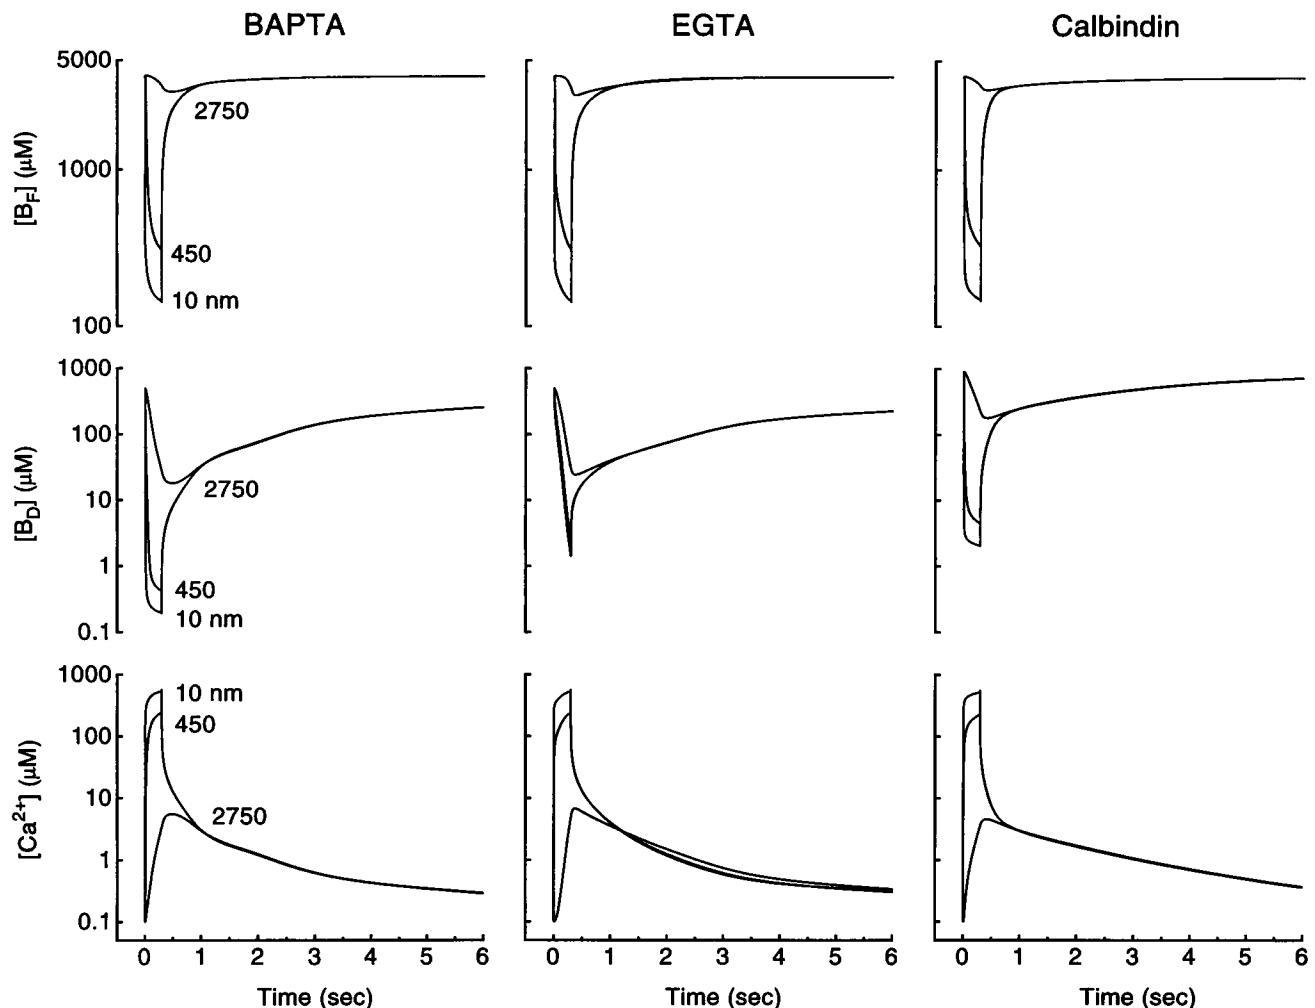 BAPTA EGTA Calbindin
5000
1000
100
[B_F] (μM)
2750
450
10 nm
1000
100
10
1
0.1
[B_D] (μM)
2750
450
10 nm
1000
100
10
1
0.1
[Ca²⁺] (μM)
10 nm
450
2750
0 1 2 3 4 5 6 0 1 2 3 4 5 6 0 1 2 3 4 5 6
Time (sec) Time (sec) Time (sec)